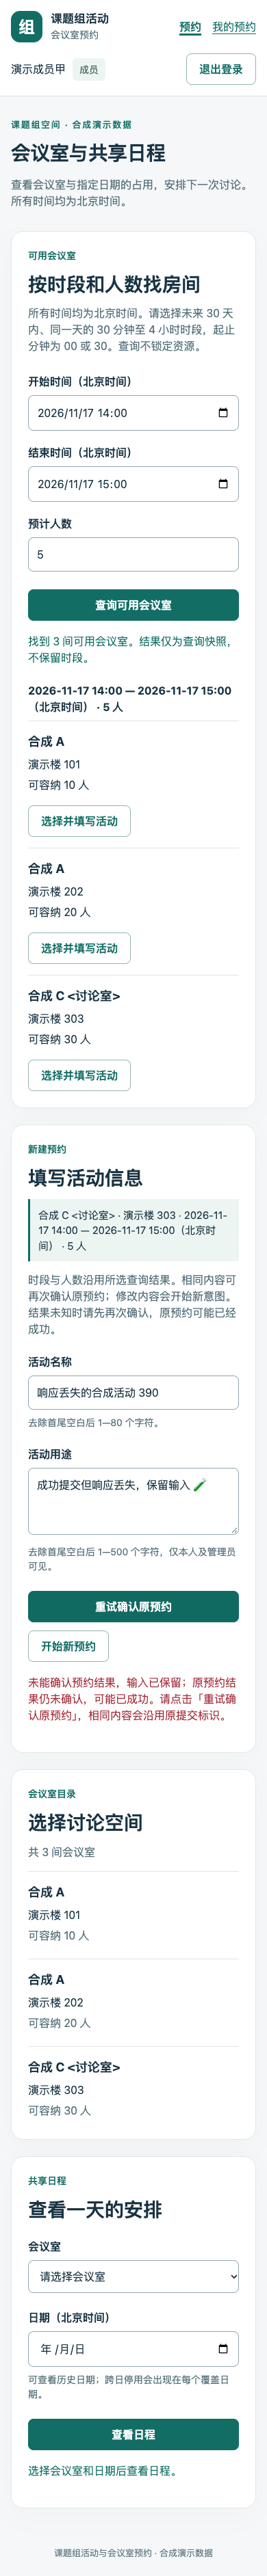 组
课题组活动
会议室预约
预约
我的预约
演示成员甲
成员
退出登录
课题组空间 · 合成演示数据
会议室与共享日程
查看会议室与指定日期的占用，安排下一次讨论。
所有时间均为北京时间。
可用会议室
按时段和人数找房间
所有时间均为北京时间。请选择未来 30 天
内、同一天的 30 分钟至 4 小时时段，起止
分钟为 00 或 30。查询不锁定资源。
开始时间（北京时间）
2026/11/17 14:00
结束时间（北京时间）
2026/11/17 15:00
预计人数
5
查询可用会议室
找到 3 间可用会议室。结果仅为查询快照，
不保留时段。
2026-11-17 14:00 — 2026-11-17 15:00
（北京时间） · 5 人
合成 A
演示楼 101
可容纳 10 人
选择并填写活动
合成 A
演示楼 202
可容纳 20 人
选择并填写活动
合成 C <讨论室>
演示楼 303
可容纳 30 人
选择并填写活动
新建预约
填写活动信息
合成 C <讨论室> · 演示楼 303 · 2026-11-
17 14:00 — 2026-11-17 15:00（北京时
间） · 5 人
时段与人数沿用所选查询结果。相同内容可
再次确认原预约；修改内容会开始新意图。
结果未知时请先再次确认，原预约可能已经
成功。
活动名称
响应丢失的合成活动 390
去除首尾空白后 1—80 个字符。
活动用途
成功提交但响应丢失，保留输入 🧪
去除首尾空白后 1—500 个字符，仅本人及管理员
可见。
重试确认原预约
开始新预约
未能确认预约结果，输入已保留；原预约结
果仍未确认，可能已成功。请点击「重试确
认原预约」，相同内容会沿用原提交标识。
会议室目录
选择讨论空间
共 3 间会议室
合成 A
演示楼 101
可容纳 10 人
合成 A
演示楼 202
可容纳 20 人
合成 C <讨论室>
演示楼 303
可容纳 30 人
共享日程
查看一天的安排
会议室
请选择会议室
日期（北京时间）
年 /月/日
可查看历史日期；跨日停用会出现在每个覆盖日
期。
查看日程
选择会议室和日期后查看日程。
课题组活动与会议室预约 · 合成演示数据